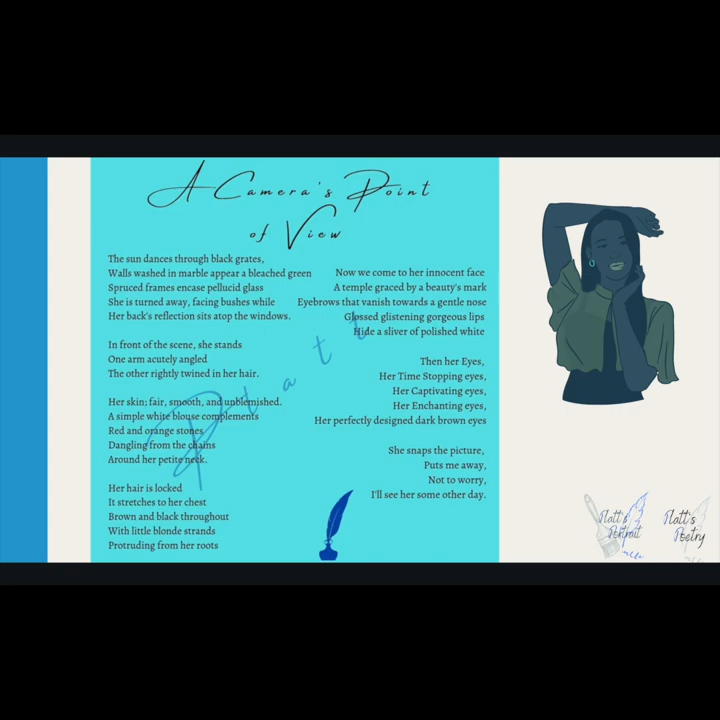 A Camera's Point
of View
The sun dances through black grates,
Walls washed in marble appear a bleached green
Spruced frames encase pellucid glass
She is turned away, facing bushes while
Her back's reflection sits atop the windows.
In front of the scene, she stands
One arm acutely angled
The other rightly twined in her hair.
Her skin; fair, smooth, and unblemished.
A simple white blouse complements
Red and orange stones
Dangling from the chains
Around her petite neck.
Her hair is locked
It stretches to her chest
Brown and black throughout
With little blonde strands
Protruding from her roots
Now we come to her innocent face
A temple graced by a beauty's mark
Eyebrows that vanish towards a gentle nose
Glossed glistening gorgeous lips
Hide a sliver of polished white
Then her Eyes,
Her Time Stopping eyes,
Her Captivating eyes,
Her Enchanting eyes,
Her perfectly designed dark brown eyes
She snaps the picture,
Puts me away,
Not to worry,
I'll see her some other day.
Platt
Platt's
Portrait
Platt's
Poetry